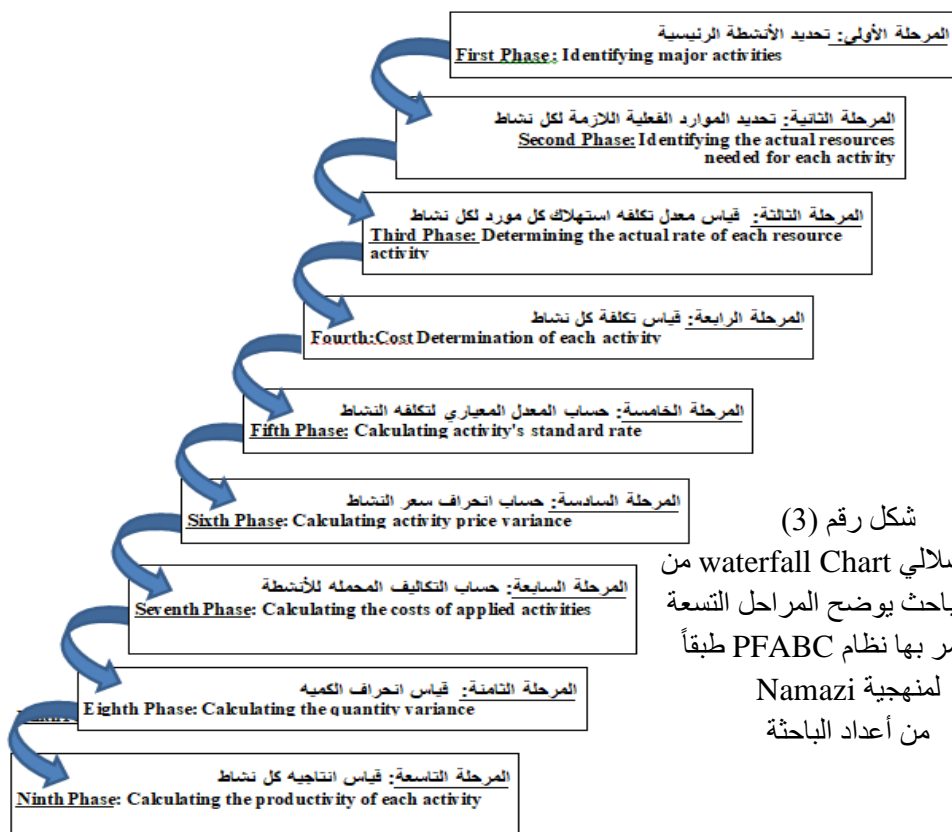 المرحلة الأولي: تحديد الأنشطة الرئيسية
First Phase: Identifying major activities
المرحلة الثانية: تحديد الموارد الفعلية اللازمة لكل نشاط
Second Phase: Identifying the actual resources
needed for each activity
المرحلة الثالثة: قياس معدل تكلفه استهلاك كل مورد لكل نشاط
Third Phase: Determining the actual rate of each resource
activity
المرحلة الرابعة: قياس تكلفة كل نشاط
Fourth:Cost Determination of each activity
المرحلة الخامسة: حساب المعدل المعياري لتكلفه النشاط
Fifth Phase: Calculating activity's standard rate
المرحلة السادسة: حساب انحراف سعر النشاط
Sixth Phase: Calculating activity price variance
المرحلة السابعة: حساب التكاليف المحمله للأنشطة
Seventh Phase: Calculating the costs of applied activities
المرحلة الثامنة: قياس انحراف الكميه
Eighth Phase: Calculating the quantity variance
المرحلة التاسعة: قياس انتاجيه كل نشاط
Ninth Phase: Calculating the productivity of each activity
شكل رقم (3)
waterfall Chart من
يوضح المراحل التسعة
بها نظام PFABC طبقاً
لمنهجية Namazi
من أعداد الباحثة